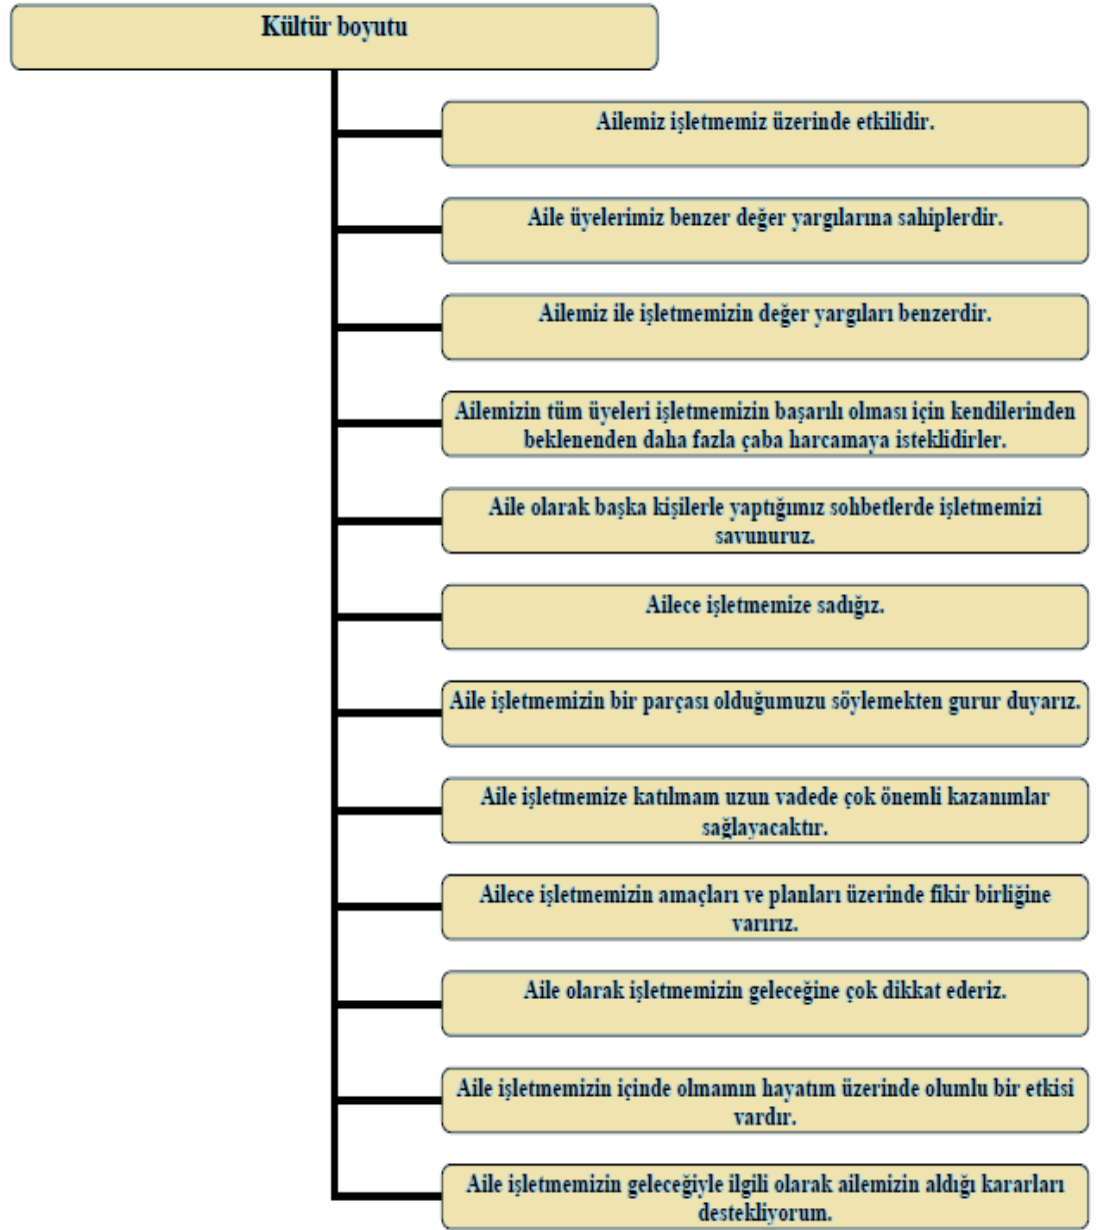 Kültür boyutu
Ailemiz işletmemiz üzerinde etkilidir.
Aile üyelerimiz benzer değer yargılarına sahiplerdir.
Ailemiz ile işletmemizin değer yargıları benzerdir.
Ailemizin tüm üyeleri işletmemizin başarılı olması için kendilerinden
beklenenden daha fazla çaba harcamaya isteklidirler.
Aile olarak başka kişilerle yaptığımız sohbetlerde işletmemizi
savunuruz.
Ailece işletmemize sadığız.
Aile işletmemizin bir parçası olduğumuzu söylemekten gurur duyarız.
Aile işletmemize katılmam uzun vadede çok önemli kazanımlar
sağlayacaktır.
Ailece işletmemizin amaçları ve planları üzerinde fikir birliğine
varırız.
Aile olarak işletmemizin geleceğine çok dikkat ederiz.
Aile işletmemizin içinde olmamın hayatım üzerinde olumlu bir etkisi
vardır.
Aile işletmemizin geleceğiyle ilgili olarak ailemizin aldığı kararları
destekliyorum.